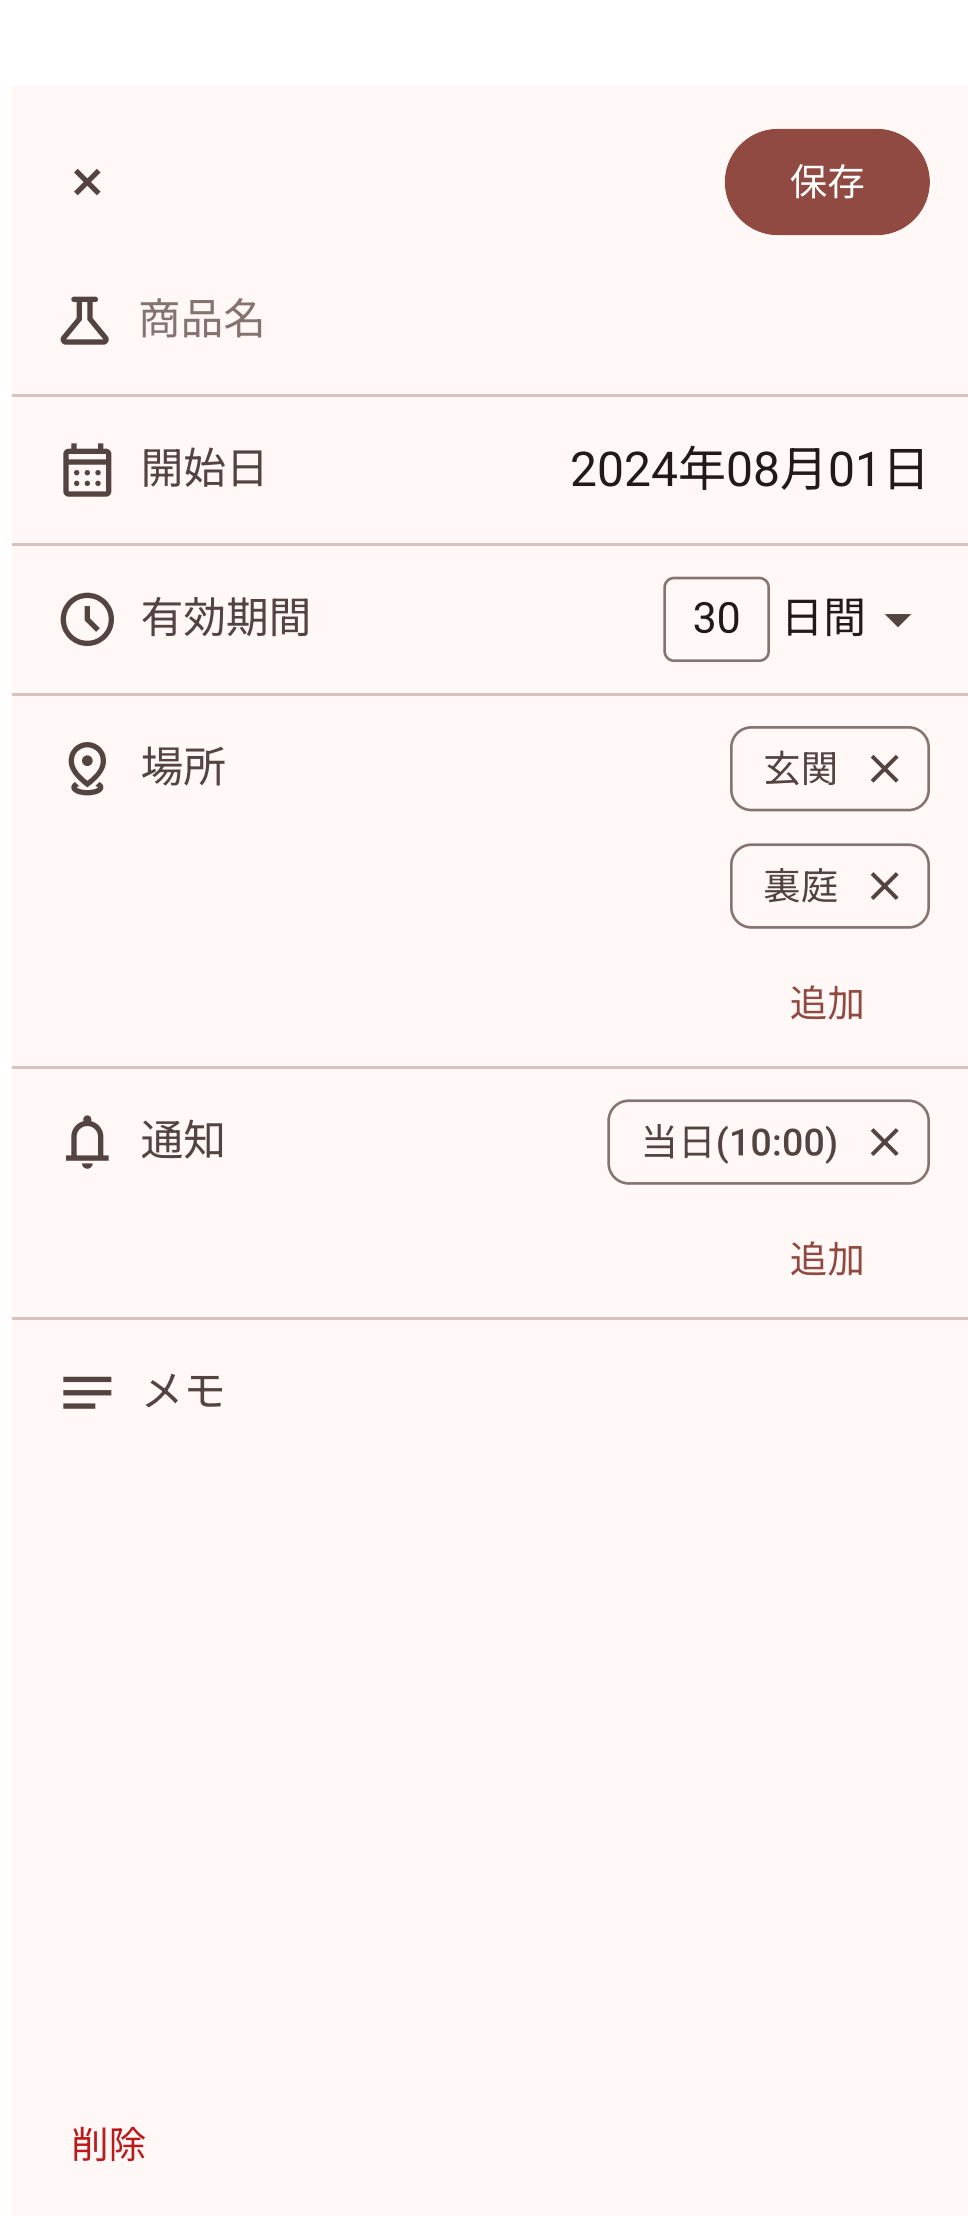 保存
商品名
開始日 2024年08月01日
有効期間 30 日間
場所 玄関
裏庭
追加
通知 当日(10:00)
追加
メモ
削除